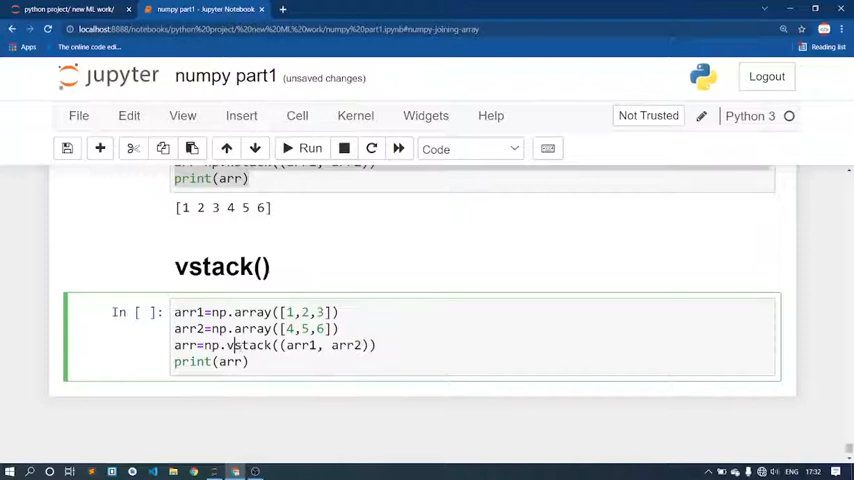 python project/ new ML work/
numpy part1 - Jupyter Notebook
localhost:8888/notebooks/python%20project/%20new%20ML%20work/numpy%20part1.ipynb#numpy-joining-array
Apps
The online code edi...
Reading list
jupyter
numpy part1 (unsaved changes)
Logout
File Edit View Insert Cell Kernel Widgets Help
Not Trusted
Python 3
Run
Code
print(arr)
[1 2 3 4 5 6]
vstack()
In [ ]:
arr1=np.array([1,2,3])
arr2=np.array([4,5,6])
arr=np.vstack((arr1, arr2))
print(arr)
ENG
17:32